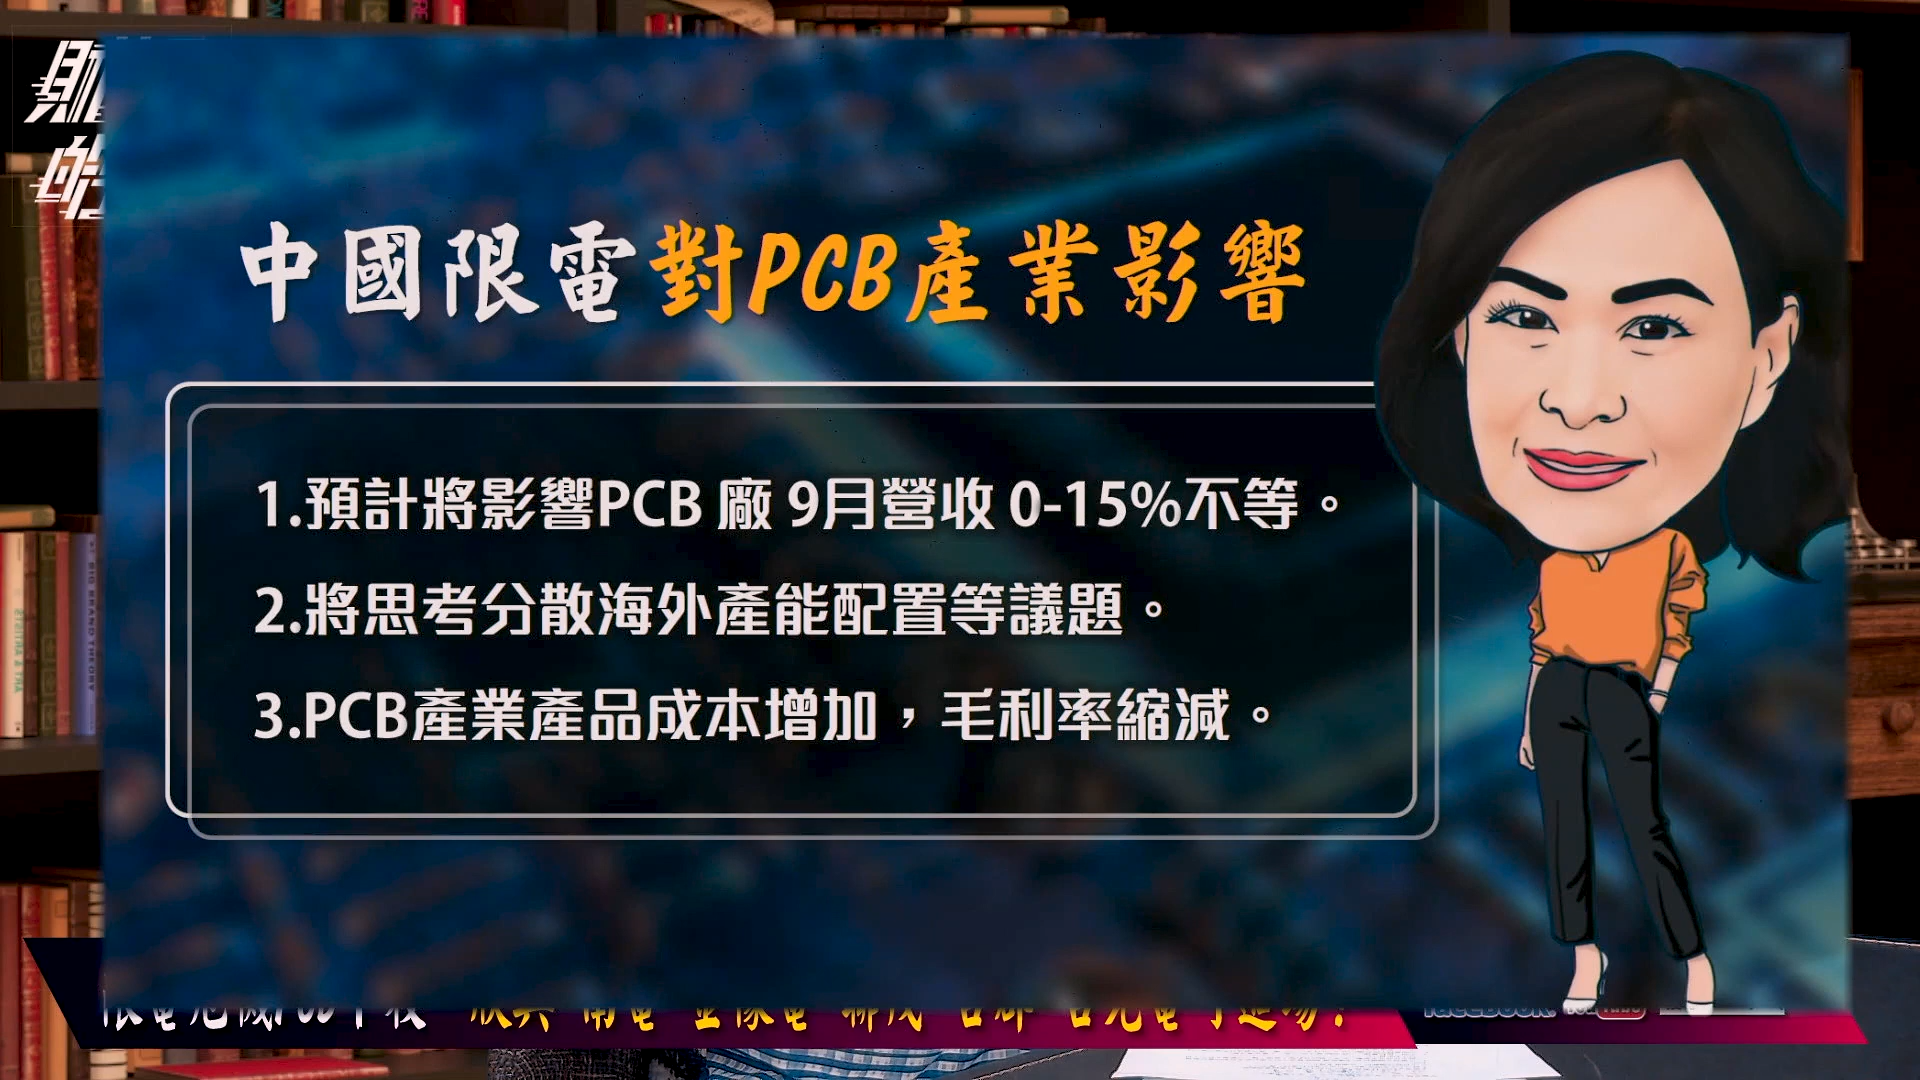 中國限電對PCB產業影響
1.預計將影響PCB 廠 9月營收 0-15%不等。
2.將思考分散海外產能配置等議題。
3.PCB產業產品成本增加，毛利率縮減。